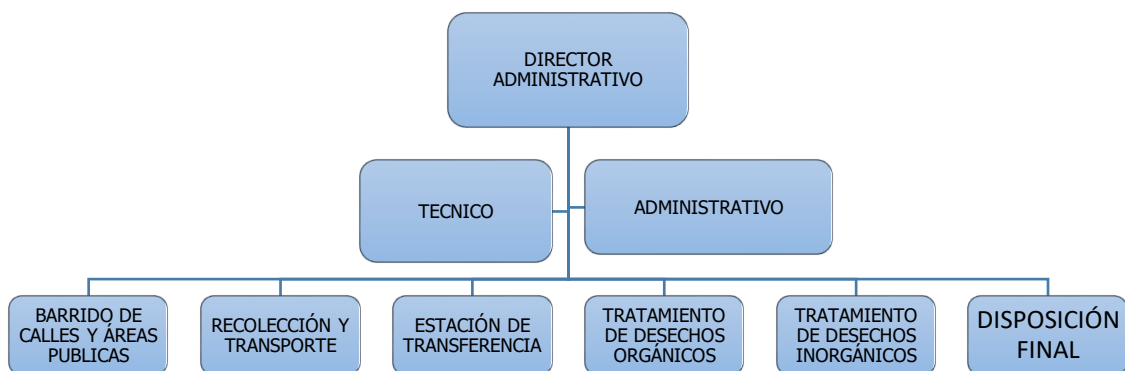 DIRECTOR
ADMINISTRATIVO
TECNICO
ADMINISTRATIVO
BARRIDO DE
CALLES Y ÁREAS
PUBLICAS
RECOLECCIÓN Y
TRANSPORTE
ESTACIÓN DE
TRANSFERENCIA
TRATAMIENTO
DE DESECHOS
ORGÁNICOS
TRATAMIENTO
DE DESECHOS
INORGÁNICOS
DISPOSICIÓN
FINAL